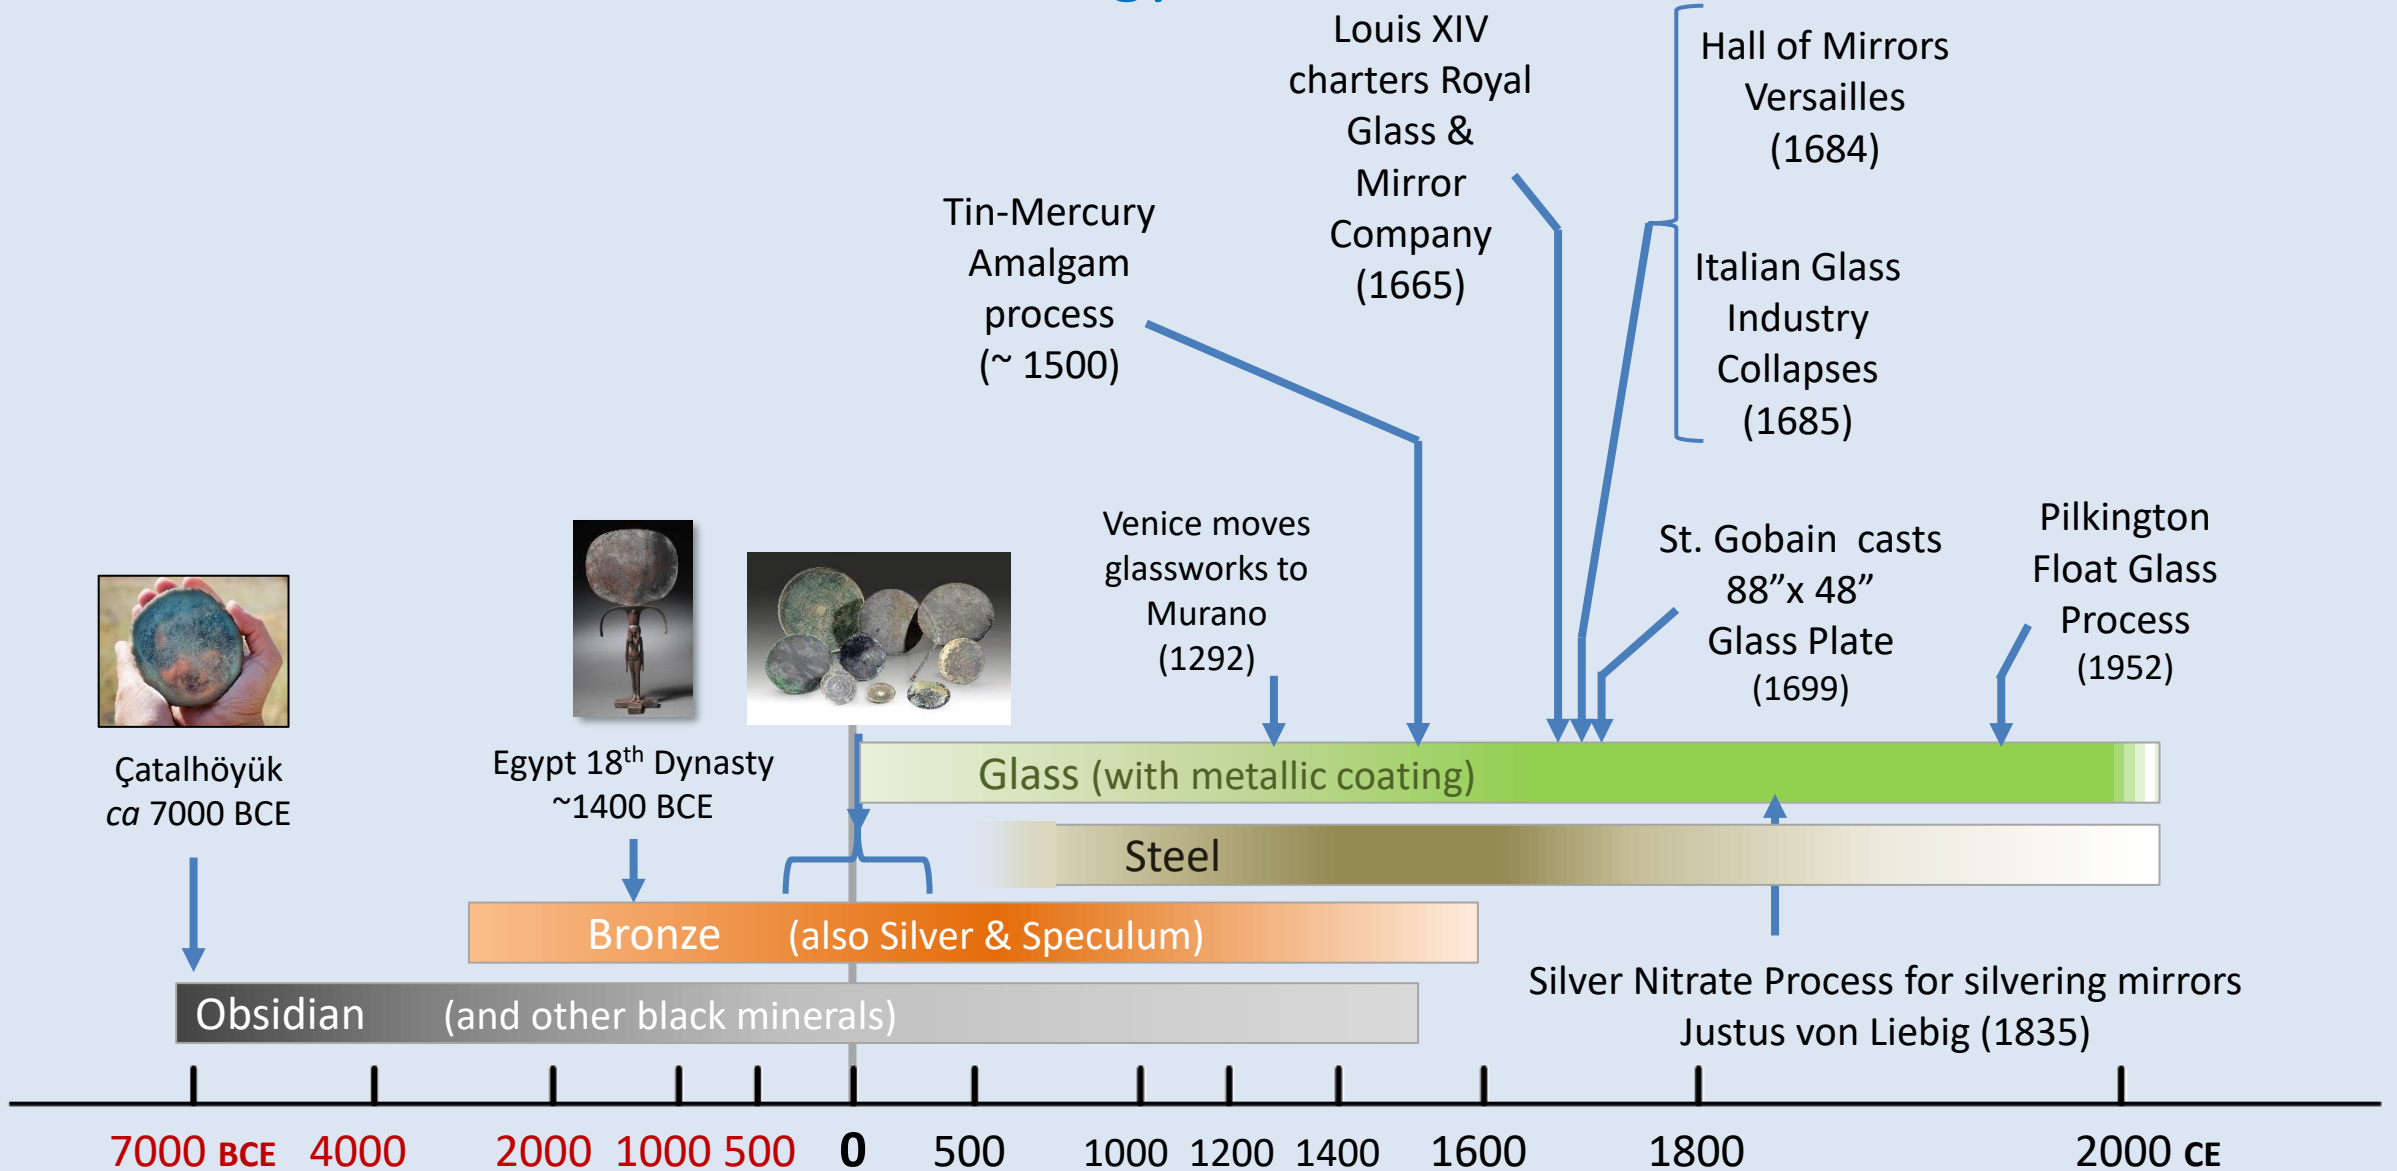 Louis XIV
charters Royal
Glass &
Mirror
Company
(1665)
Hall of Mirrors
Versailles
(1684)
Tin-Mercury
Amalgam
process
(~ 1500)
Italian Glass
Industry
Collapses
(1685)
Venice moves
glassworks to
Murano
(1292)
St. Gobain casts
88”x 48”
Glass Plate
(1699)
Pilkington
Float Glass
Process
(1952)
Çatalhöyük
ca 7000 BCE
Egypt 18th Dynasty
~1400 BCE
Glass (with metallic coating)
Steel
Bronze (also Silver & Speculum)
Obsidian (and other black minerals)
Silver Nitrate Process for silvering mirrors
Justus von Liebig (1835)
7000 BCE 4000 2000 1000 500 0 500 1000 1200 1400 1600 1800 2000 CE